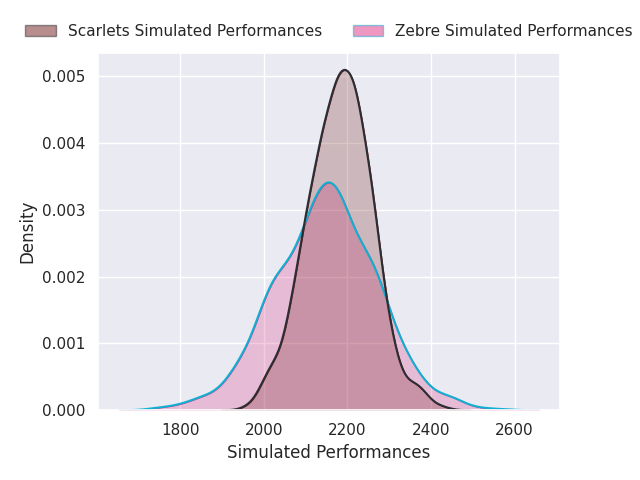 Scarlets Simulated Performances Zebre Simulated Performances
0.005
0.004
0.003
0.002
0.001
0.000
Density
1800 2000 2200 2400 2600
Simulated Performances